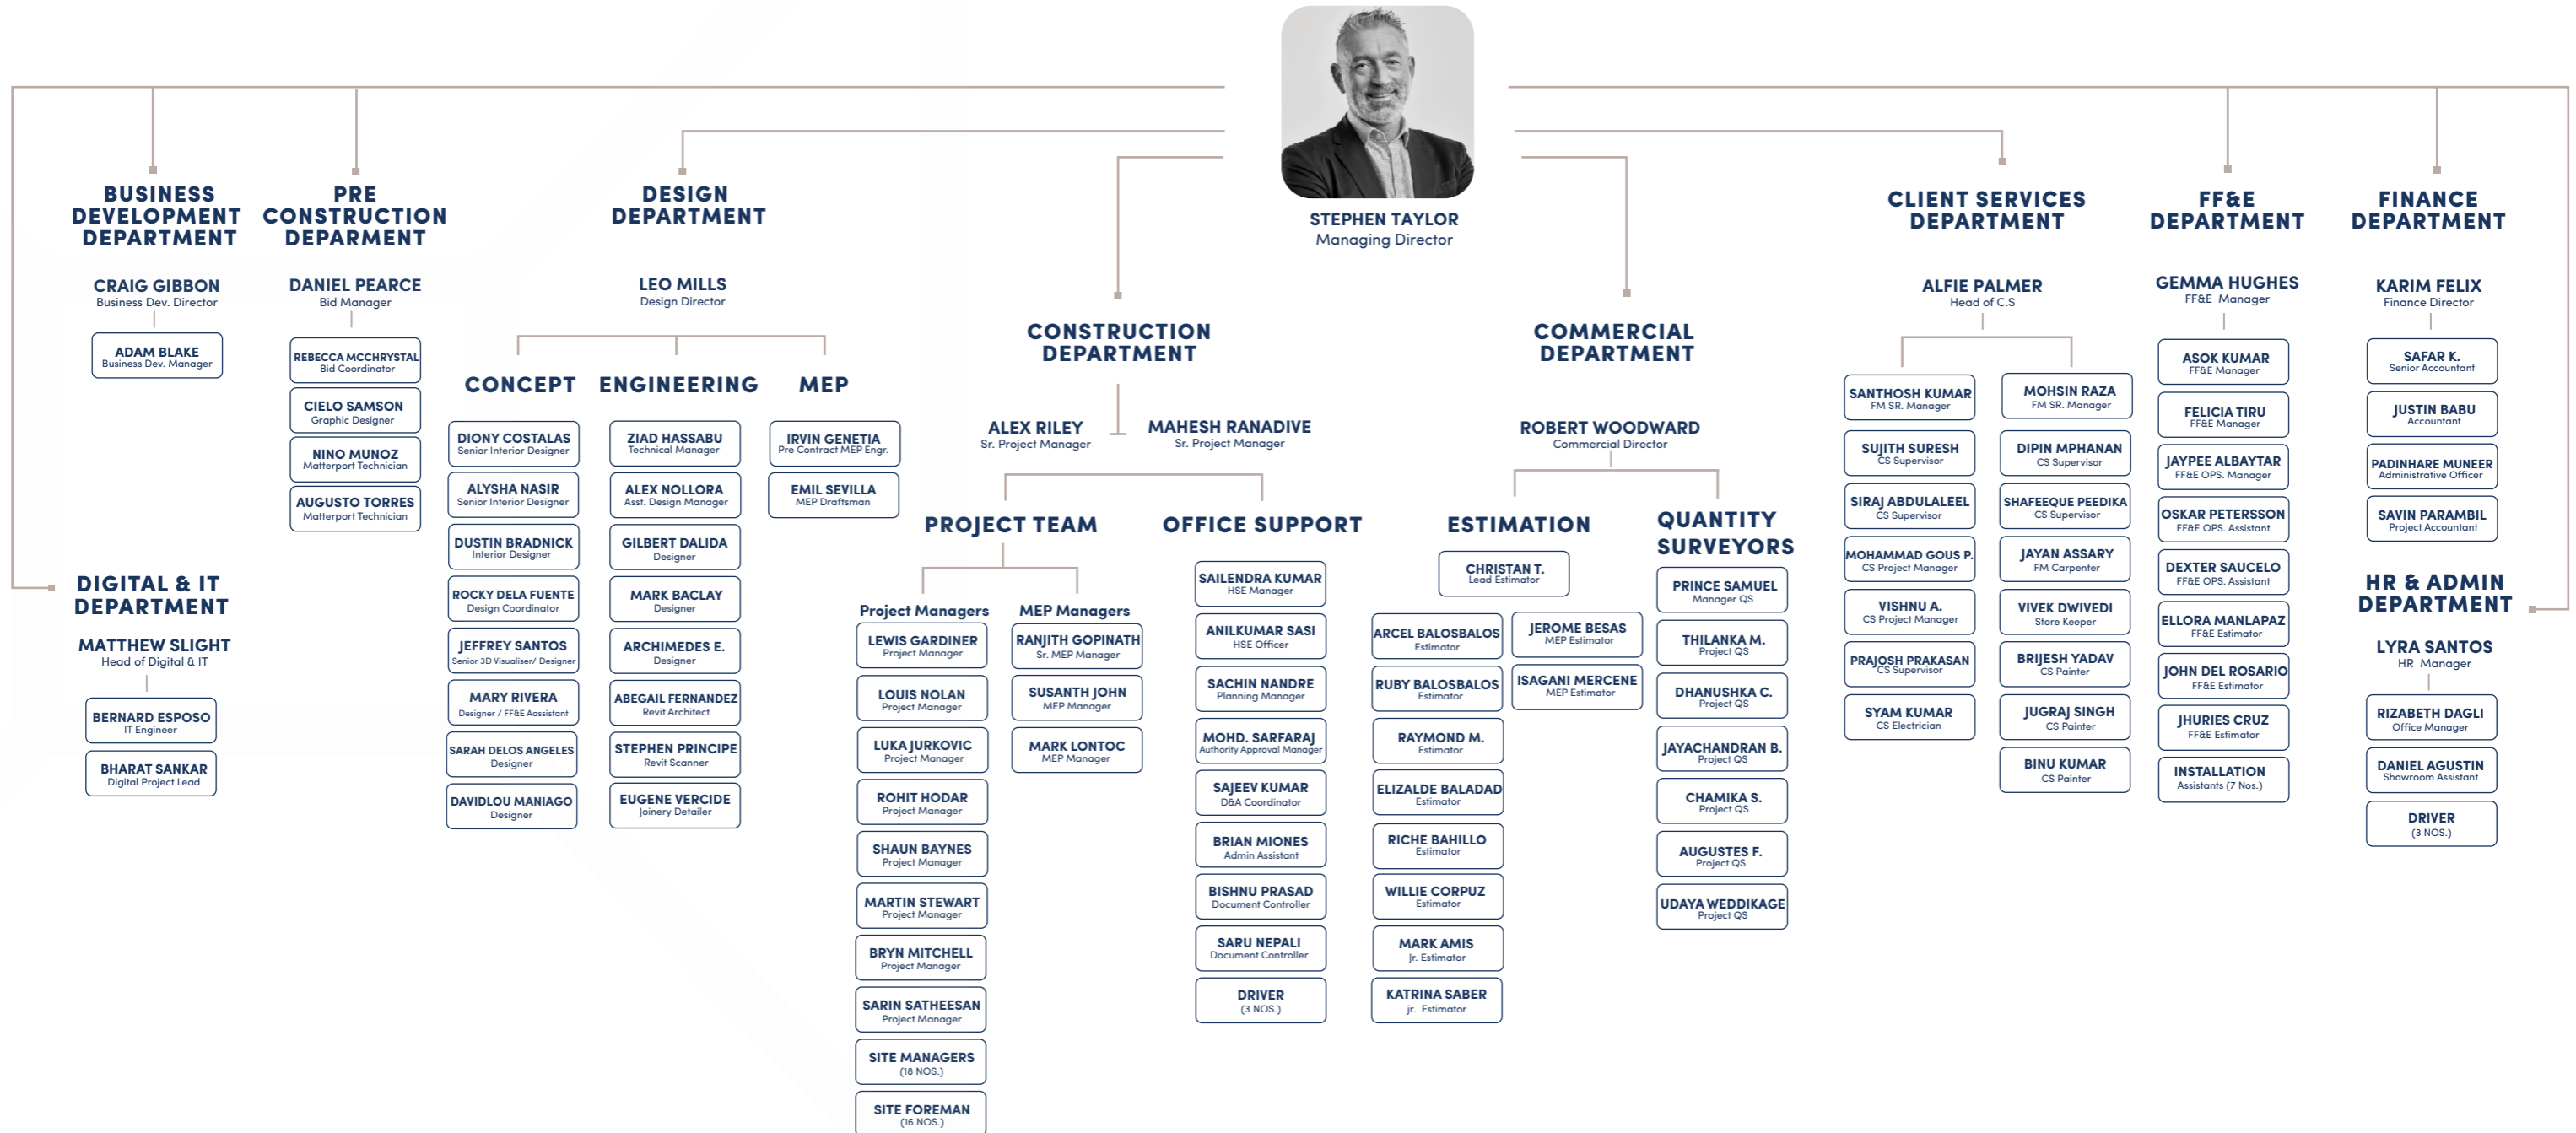 STEPHEN TAYLOR
Managing Director
BUSINESS
DEVELOPMENT
DEPARTMENT
CRAIG GIBBON
Business Dev. Director
ADAM BLAKE
Business Dev. Manager
DIGITAL & IT
DEPARTMENT
MATTHEW SLIGHT
Head of Digital & IT
BERNARD ESPOSO
IT Engineer
BHARAT SANKAR
Digital Project Lead
PRE
CONSTRUCTION
DEPARMENT
DANIEL PEARCE
Bid Manager
REBECCA MCCHRYSTAL
Bid Coordinator
CIELO SAMSON
Graphic Designer
NINO MUNOZ
Matterport Technician
AUGUSTO TORRES
Matterport Technician
DESIGN
DEPARTMENT
LEO MILLS
Design Director
CONCEPT
DIONY COSTALAS
Senior Interior Designer
ALYSHA NASIR
Senior Interior Designer
DUSTIN BRADNICK
Interior Designer
ROCKY DELA FUENTE
Design Coordinator
JEFFREY SANTOS
Senior 3D Visualiser/ Designer
MARY RIVERA
Designer / FF&E Aassistant
SARAH DELOS ANGELES
Designer
DAVIDLOU MANIAGO
Designer
ENGINEERING
ZIAD HASSABU
Technical Manager
ALEX NOLLORA
Asst. Design Manager
GILBERT DALIDA
Designer
MARK BACLAY
Designer
ARCHIMEDES E.
Designer
ABEGAIL FERNANDEZ
Revit Architect
STEPHEN PRINCIPE
Revit Scanner
EUGENE VERCIDE
Joinery Detailer
MEP
IRVIN GENETIA
Pre Contract MEP Engr.
EMIL SEVILLA
MEP Draftsman
CONSTRUCTION
DEPARTMENT
ALEX RILEY
Sr. Project Manager
MAHESH RANADIVE
Sr. Project Manager
PROJECT TEAM
Project Managers
LEWIS GARDINER
Project Manager
LOUIS NOLAN
Project Manager
LUKA JURKOVIC
Project Manager
ROHIT HODAR
Project Manager
SHAUN BAYNES
Project Manager
MARTIN STEWART
Project Manager
BRYN MITCHELL
Project Manager
SARIN SATHEESAN
Project Manager
SITE MANAGERS
(18 NOS.)
SITE FOREMAN
(16 NOS.)
MEP Managers
RANJITH GOPINATH
Sr. MEP Manager
SUSANTH JOHN
MEP Manager
MARK LONTOC
MEP Manager
OFFICE SUPPORT
SAILENDRA KUMAR
HSE Manager
ANILKUMAR SASI
HSE Officer
SACHIN NANDRE
Planning Manager
MOHD. SARFARAJ
Authority Approval Manager
SAJEEV KUMAR
D&A Coordinator
BRIAN MIONES
Admin Assistant
BISHNU PRASAD
Document Controller
SARU NEPALI
Document Controller
DRIVER
(3 NOS.)
COMMERCIAL
DEPARTMENT
ROBERT WOODWARD
Commercial Director
ESTIMATION
CHRISTAN T.
Lead Estimator
ARCEL BALOSBALOS
Estimator
RUBY BALOSBALOS
Estimator
RAYMOND M.
Estimator
ELIZALDE BALADAD
Estimator
RICHE BAHILLO
Estimator
WILLIE CORPUZ
Estimator
MARK AMIS
Jr. Estimator
KATRINA SABER
jr. Estimator
JEROME BESAS
MEP Estimator
ISAGANI MERCENE
MEP Estimator
QUANTITY
SURVEYORS
PRINCE SAMUEL
Manager QS
THILANKA M.
Project QS
DHANUSHKA C.
Project QS
JAYACHANDRAN B.
Project QS
CHAMIKA S.
Project QS
AUGUSTES F.
Project QS
UDAYA WEDDIKAGE
Project QS
CLIENT SERVICES
DEPARTMENT
ALFIE PALMER
Head of C.S
SANTHOSH KUMAR
FM SR. Manager
SUJITH SURESH
CS Supervisor
SIRAJ ABDULALEEL
CS Supervisor
MOHAMMAD GOUS P.
CS Project Manager
VISHNU A.
CS Project Manager
PRAJOSH PRAKASAN
CS Supervisor
SYAM KUMAR
CS Electrician
MOHSIN RAZA
FM SR. Manager
DIPIN MPHANAN
CS Supervisor
SHAFEEQUE PEEDIKA
CS Supervisor
JAYAN ASSARY
FM Carpenter
VIVEK DWIVEDI
Store Keeper
BRIJESH YADAV
CS Painter
JUGRAJ SINGH
CS Painter
BINU KUMAR
CS Painter
FF&E
DEPARTMENT
GEMMA HUGHES
FF&E Manager
ASOK KUMAR
FF&E Manager
FELICIA TIRU
FF&E Manager
JAYPEE ALBAYTAR
FF&E OPS. Manager
OSKAR PETERSSON
FF&E OPS. Assistant
DEXTER SAUCELO
FF&E OPS. Assistant
ELLORA MANLAPAZ
FF&E Estimator
JOHN DEL ROSARIO
FF&E Estimator
JHURIES CRUZ
FF&E Estimator
INSTALLATION
Assistants (7 Nos.)
FINANCE
DEPARTMENT
KARIM FELIX
Finance Director
SAFAR K.
Senior Accountant
JUSTIN BABU
Accountant
PADINHARE MUNEER
Administrative Officer
SAVIN PARAMBIL
Project Accountant
HR & ADMIN
DEPARTMENT
LYRA SANTOS
HR Manager
RIZABETH DAGLI
Office Manager
DANIEL AGUSTIN
Showroom Assistant
DRIVER
(3 NOS.)